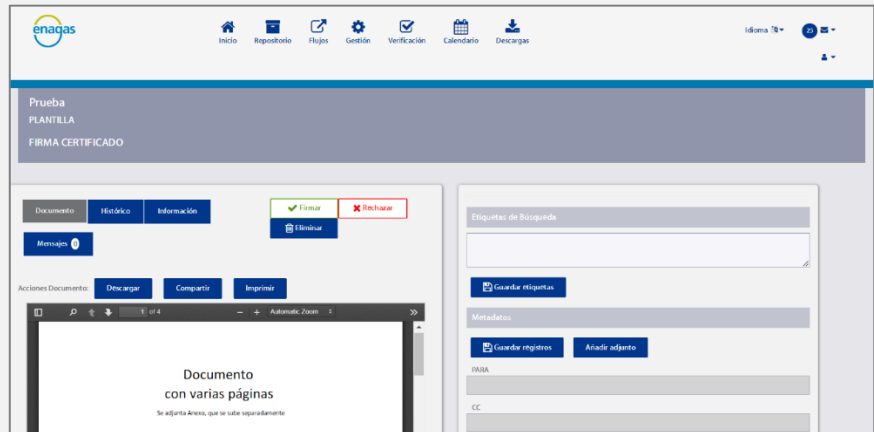 enagas
Inicio Repositorio Flujos Gestión Verificación Calendario Descargas
Idioma
25
Prueba
PLANTILLA
FIRMA CERTIFICADO
Documento Histórico Información
Firmar Rechazar
Eliminar
Mensajes 0
Acciones Documento: Descargar Compartir Imprimir
1 of 4 Automatic Zoom
Documento
con varias páginas
Se adjunta Anexo, que se sube separadamente
Etiquetas de Búsqueda
Guardar etiquetas
Metadatos
Guardar registros Añadir adjunto
PARA
CC